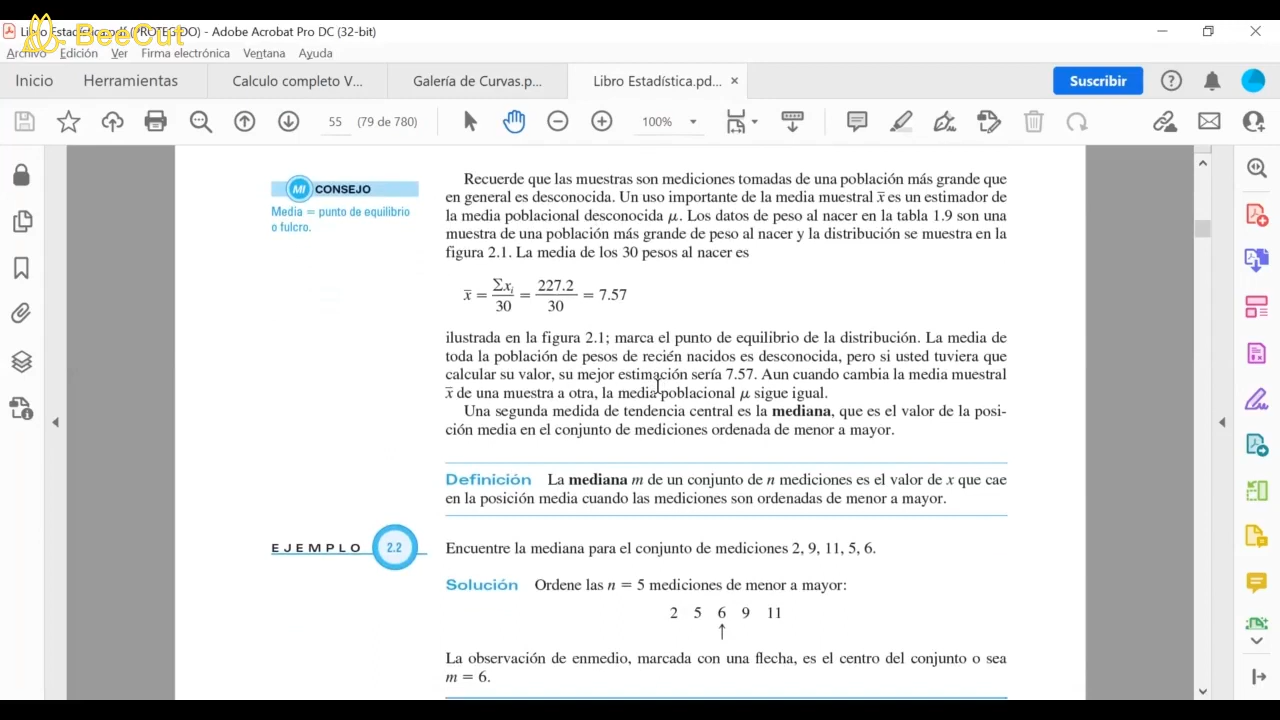 Libro Estadística.pdf (PROTEGIDO) - Adobe Acrobat Pro DC (32-bit)
BeeCut
Archivo Edición Ver Firma electrónica Ventana Ayuda
Inicio Herramientas Calculo completo V... Galería de Curvas.p... Libro Estadística.pd... × Suscribir
55 (79 de 780) 100%
MI CONSEJO
Media = punto de equilibrio
o fulcro.
Recuerde que las muestras son mediciones tomadas de una población más grande que
en general es desconocida. Un uso importante de la media muestral x̄ es un estimador de
la media poblacional desconocida μ. Los datos de peso al nacer en la tabla 1.9 son una
muestra de una población más grande de peso al nacer y la distribución se muestra en la
figura 2.1. La media de los 30 pesos al nacer es
x̄ = Σxᵢ/30 = 227.2/30 = 7.57
ilustrada en la figura 2.1; marca el punto de equilibrio de la distribución. La media de
toda la población de pesos de recién nacidos es desconocida, pero si usted tuviera que
calcular su valor, su mejor estimación sería 7.57. Aun cuando cambia la media muestral
x̄ de una muestra a otra, la media poblacional μ sigue igual.
Una segunda medida de tendencia central es la mediana, que es el valor de la posi-
ción media en el conjunto de mediciones ordenada de menor a mayor.
Definición La mediana m de un conjunto de n mediciones es el valor de x que cae
en la posición media cuando las mediciones son ordenadas de menor a mayor.
EJEMPLO 2.2 Encuentre la mediana para el conjunto de mediciones 2, 9, 11, 5, 6.
Solución Ordene las n = 5 mediciones de menor a mayor:
2 5 6 9 11
↑
La observación de enmedio, marcada con una flecha, es el centro del conjunto o sea
m = 6.